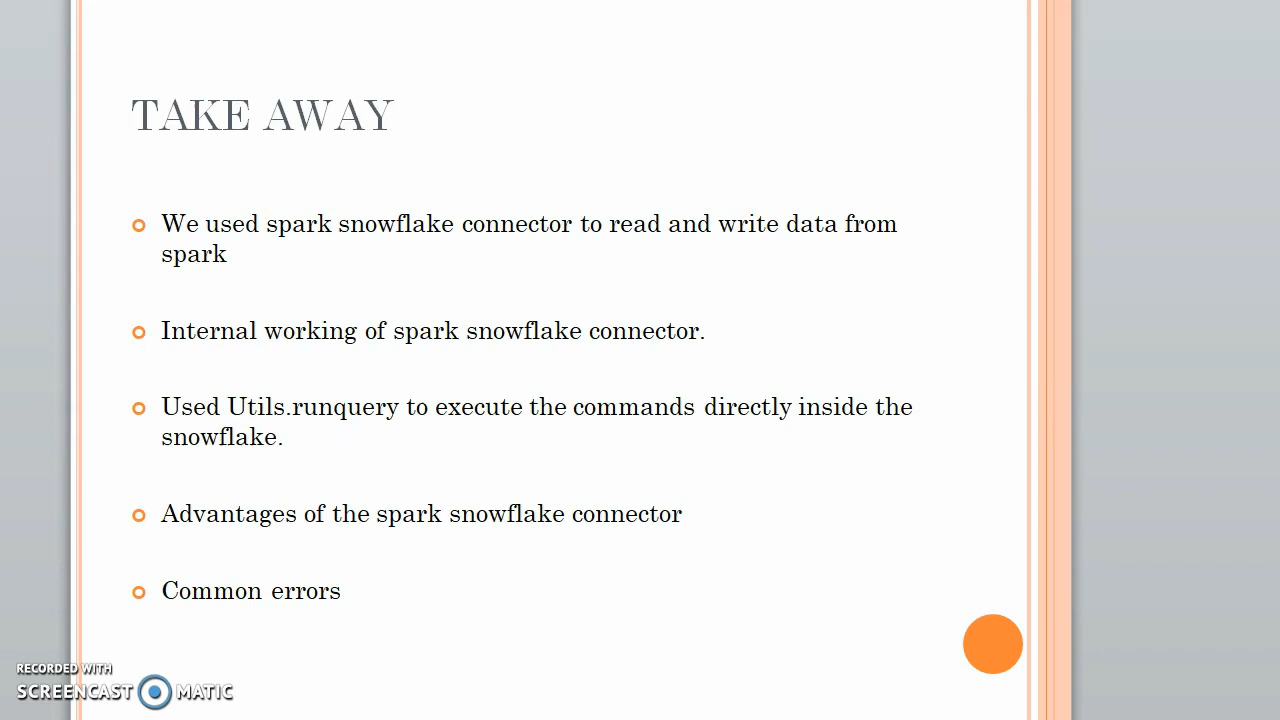 TAKE AWAY
We used spark snowflake connector to read and write data from
spark
Internal working of spark snowflake connector.
Used Utils.runquery to execute the commands directly inside the
snowflake.
Advantages of the spark snowflake connector
Common errors
RECORDED WITH
SCREENCAST MATIC